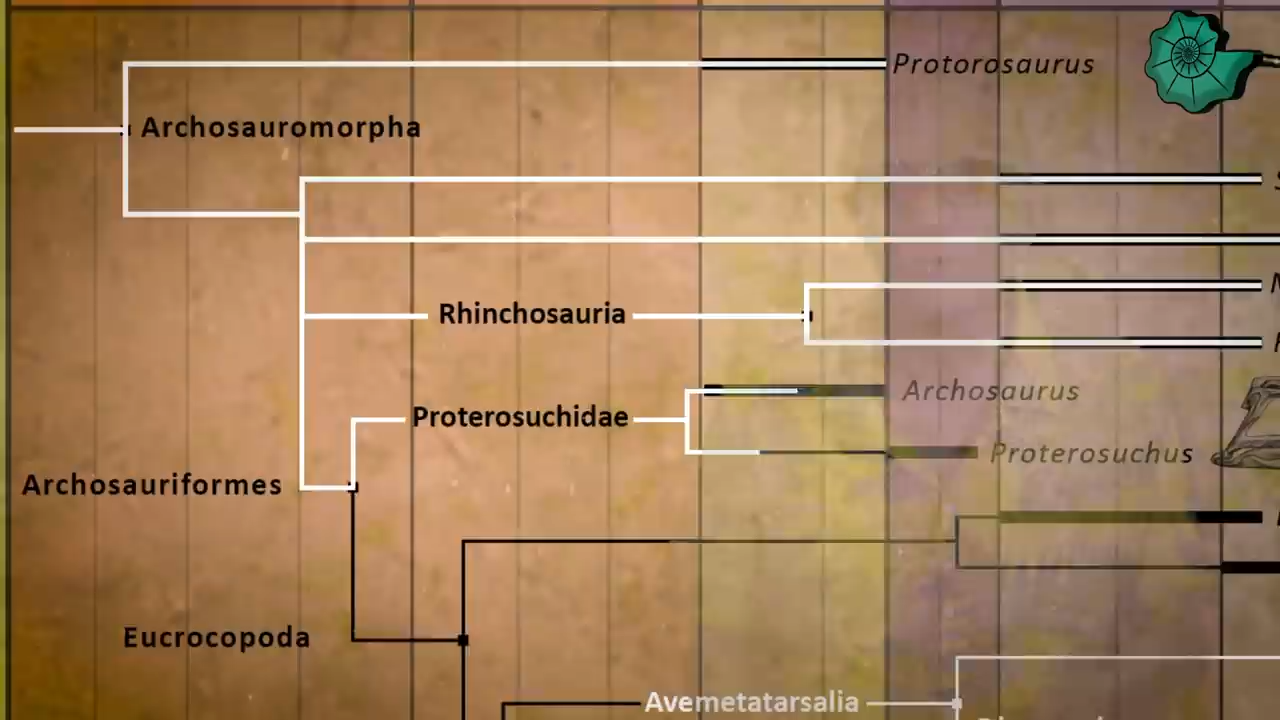 Protorosaurus
Archosauromorpha
Rhinchosauria
Archosaurus
Proterosuchidae
Proterosuchus
Archosauriformes
Eucrocopoda
Avemetatarsalia